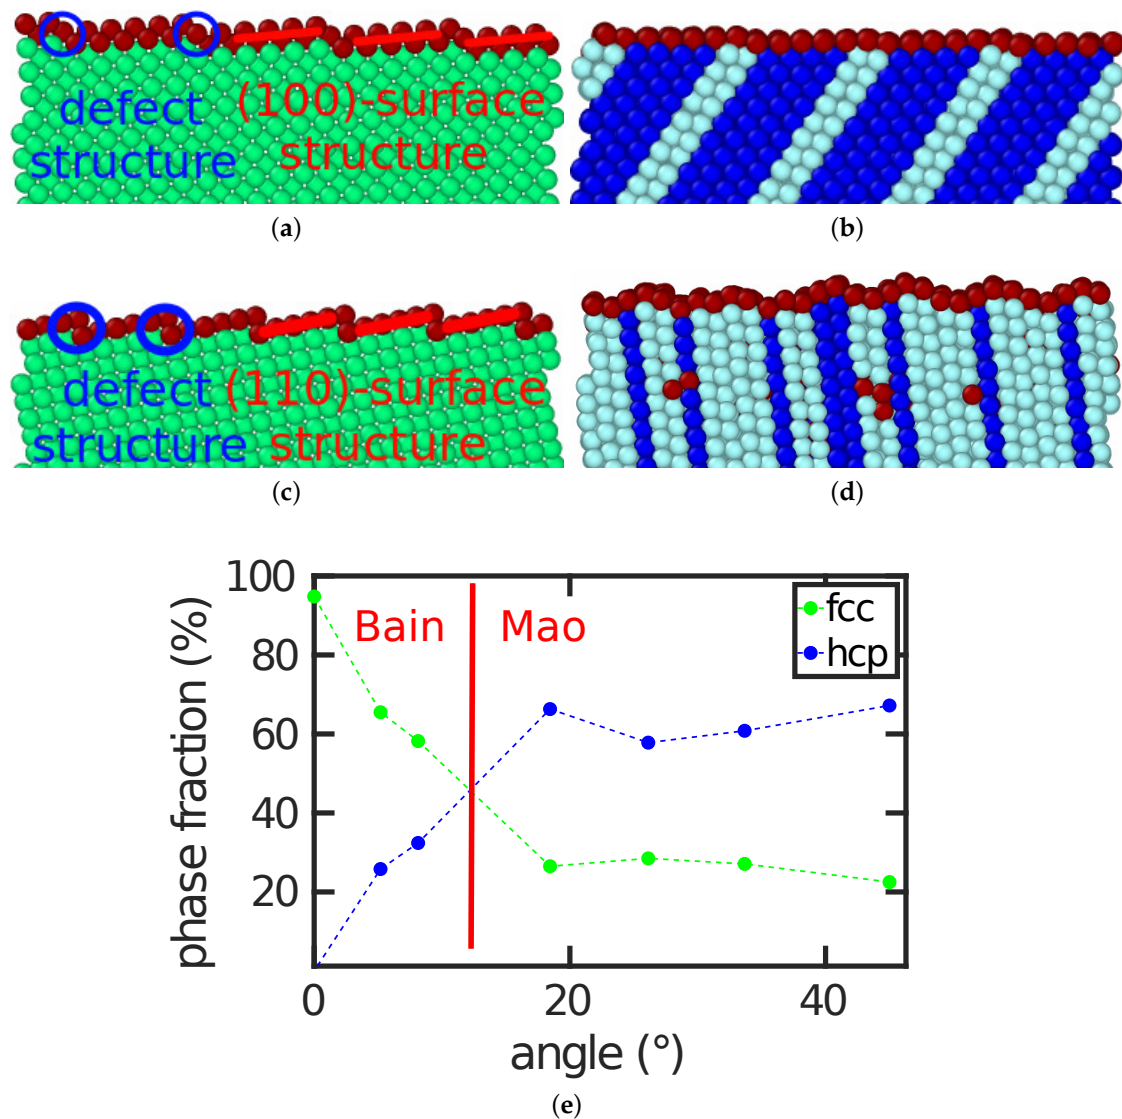 defect (100)-surface
structure structure
(a)
(b)
defect (110)-surface
structure structure
(c)
(d)
100
80
60
40
20
phase fraction (%)
Bain
Mao
fcc
hcp
0
20
40
angle (°)
(e)